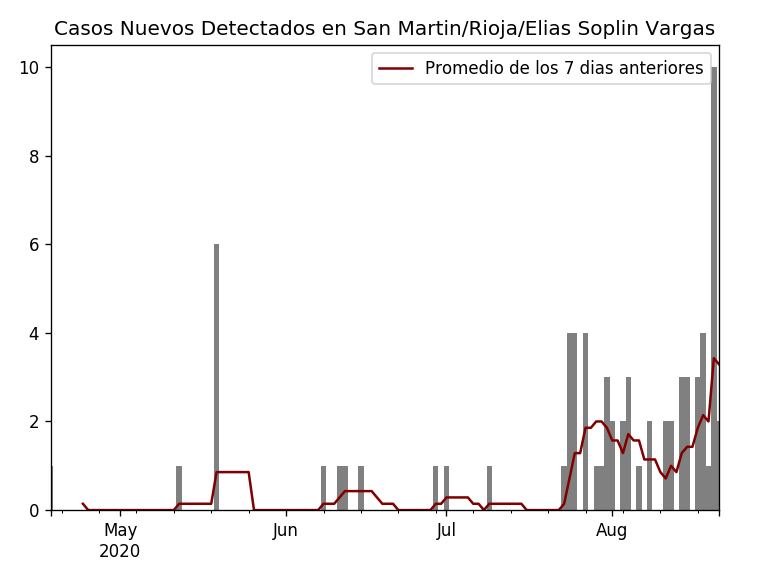 Casos Nuevos Detectados en San Martin/Rioja/Elias Soplin Vargas
Promedio de los 7 dias anteriores
10
8
6
4
2
0
May
2020
Jun
Jul
Aug